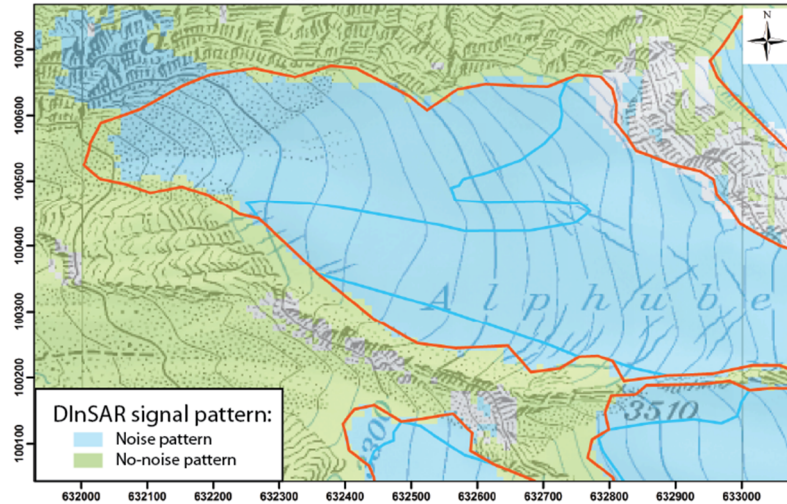 a
t
N
A l p h u b e
3510
300
DInSAR signal pattern:
Noise pattern
No-noise pattern
100700
100600
100500
100400
100300
100200
100100
632000 632100 632200 632300 632400 632500 632600 632700 632800 632900 633000